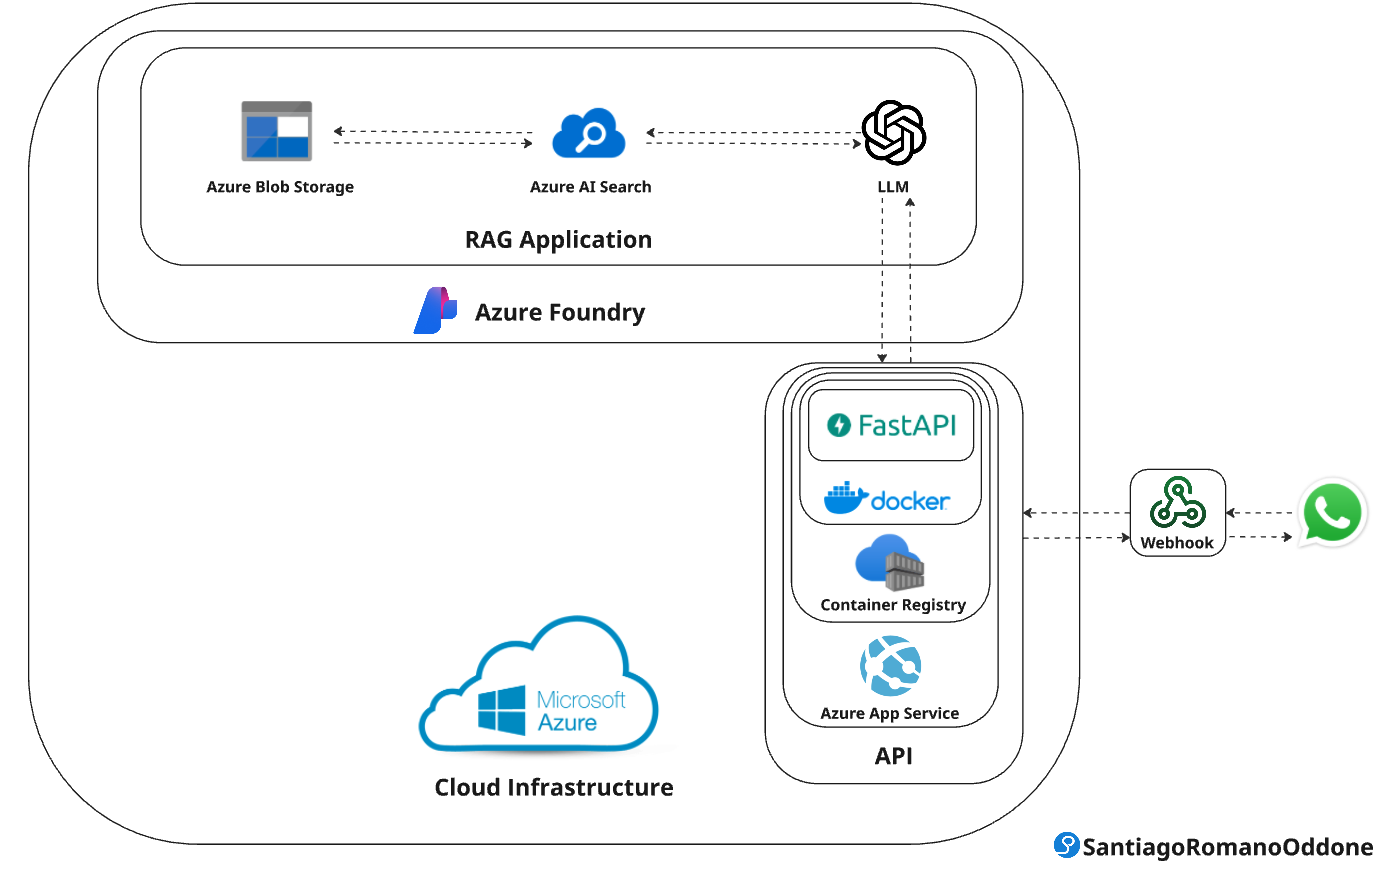 Azure Blob Storage
Azure AI Search
LLM
RAG Application
Azure Foundry
FastAPI
docker
Container Registry
Azure App Service
API
Webhook
Microsoft
Azure
Cloud Infrastructure
SantiagoRomanoOddone